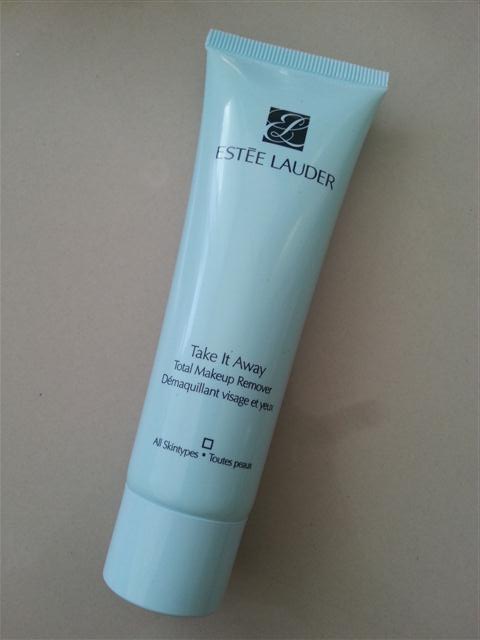 ESTĒE LAUDER
Take It Away
Total Makeup Remover
Démaquillant visage et yeux
All Skintypes • Toutes peaux